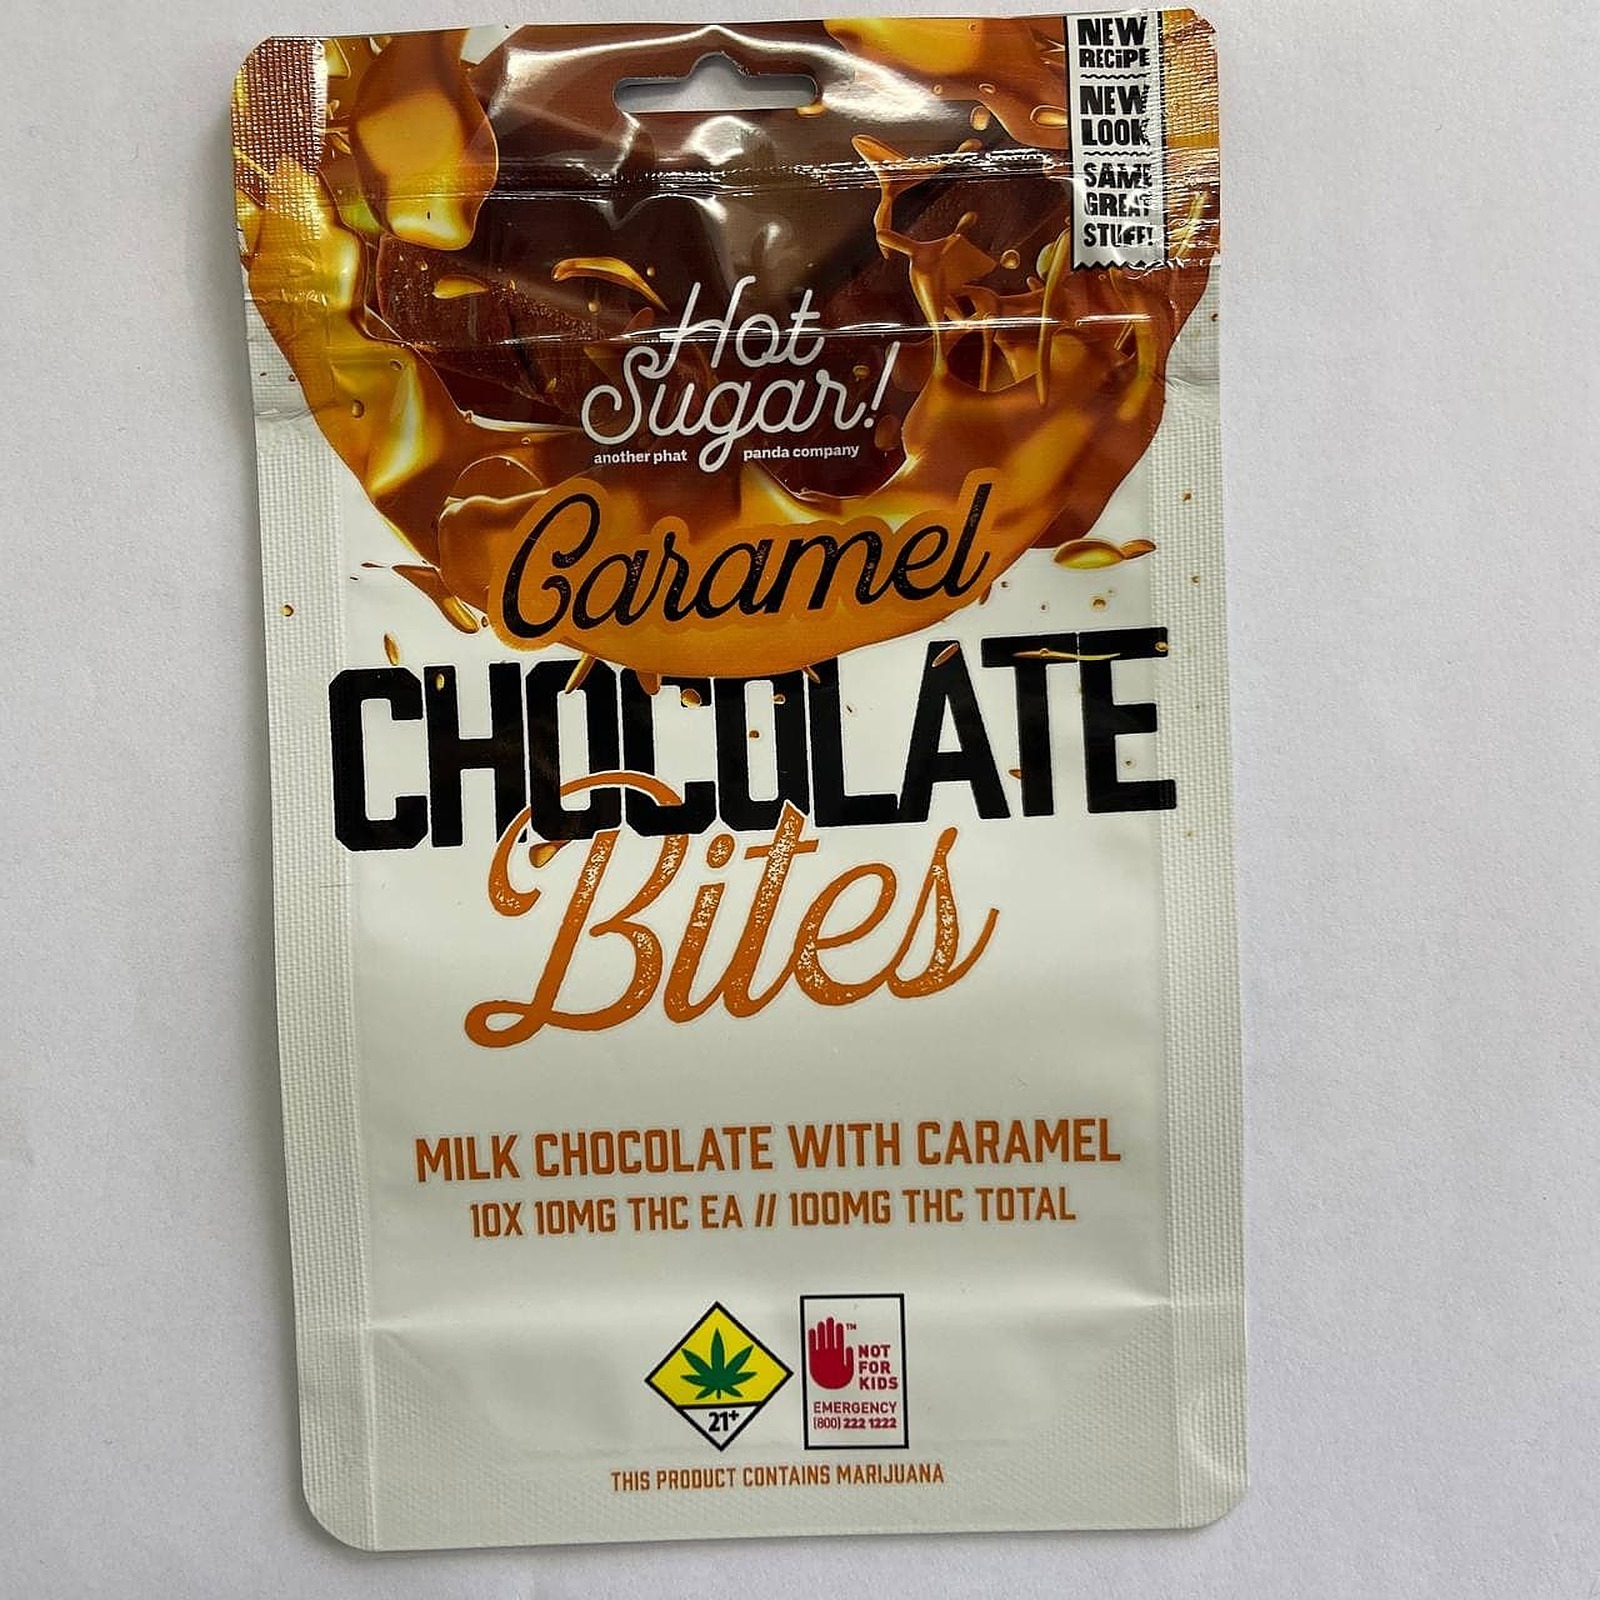 NEW
RECiPE
NEW
LOOK
SAME
GREAT
STUFF!
Hot
Sugar!
another phat panda company
Caramel
CHOCOLATE
Bites
MILK CHOCOLATE WITH CARAMEL
10X 10MG THC EA // 100MG THC TOTAL
21+
™
NOT
FOR
KIDS
EMERGENCY
(800) 222 1222
THIS PRODUCT CONTAINS MARIJUANA